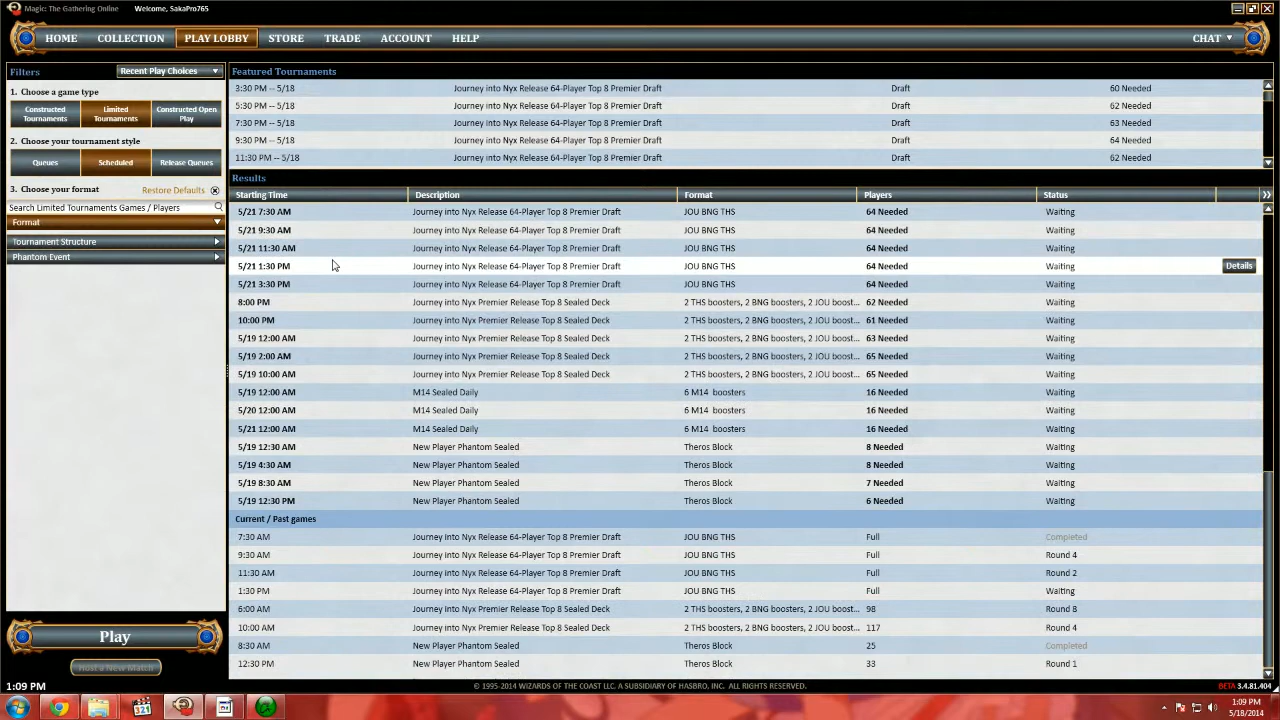 Magic: The Gathering Online Welcome, SakaPro765
HOME COLLECTION PLAY LOBBY STORE TRADE ACCOUNT HELP CHAT
Filters Recent Play Choices
1. Choose a game type
Constructed Tournaments Limited Tournaments Constructed Open Play
2. Choose your tournament style
Queues Scheduled Release Queues
3. Choose your format Restore Defaults
Search Limited Tournaments Games / Players
Format
Tournament Structure
Phantom Event
Featured Tournaments
3:30 PM -- 5/18 Journey into Nyx Release 64-Player Top 8 Premier Draft Draft 60 Needed
5:30 PM -- 5/18 Journey into Nyx Release 64-Player Top 8 Premier Draft Draft 62 Needed
7:30 PM -- 5/18 Journey into Nyx Release 64-Player Top 8 Premier Draft Draft 63 Needed
9:30 PM -- 5/18 Journey into Nyx Release 64-Player Top 8 Premier Draft Draft 64 Needed
11:30 PM -- 5/18 Journey into Nyx Release 64-Player Top 8 Premier Draft Draft 62 Needed
Results
Starting Time Description Format Players Status
5/21 7:30 AM Journey into Nyx Release 64-Player Top 8 Premier Draft JOU BNG THS 64 Needed Waiting
5/21 9:30 AM Journey into Nyx Release 64-Player Top 8 Premier Draft JOU BNG THS 64 Needed Waiting
5/21 11:30 AM Journey into Nyx Release 64-Player Top 8 Premier Draft JOU BNG THS 64 Needed Waiting
5/21 1:30 PM Journey into Nyx Release 64-Player Top 8 Premier Draft JOU BNG THS 64 Needed Waiting Details
5/21 3:30 PM Journey into Nyx Release 64-Player Top 8 Premier Draft JOU BNG THS 64 Needed Waiting
8:00 PM Journey into Nyx Premier Release Top 8 Sealed Deck 2 THS boosters, 2 BNG boosters, 2 JOU boost... 62 Needed Waiting
10:00 PM Journey into Nyx Premier Release Top 8 Sealed Deck 2 THS boosters, 2 BNG boosters, 2 JOU boost... 61 Needed Waiting
5/19 12:00 AM Journey into Nyx Premier Release Top 8 Sealed Deck 2 THS boosters, 2 BNG boosters, 2 JOU boost... 63 Needed Waiting
5/19 2:00 AM Journey into Nyx Premier Release Top 8 Sealed Deck 2 THS boosters, 2 BNG boosters, 2 JOU boost... 65 Needed Waiting
5/19 10:00 AM Journey into Nyx Premier Release Top 8 Sealed Deck 2 THS boosters, 2 BNG boosters, 2 JOU boost... 65 Needed Waiting
5/19 12:00 AM M14 Sealed Daily 6 M14 boosters 16 Needed Waiting
5/20 12:00 AM M14 Sealed Daily 6 M14 boosters 16 Needed Waiting
5/21 12:00 AM M14 Sealed Daily 6 M14 boosters 16 Needed Waiting
5/19 12:30 AM New Player Phantom Sealed Theros Block 8 Needed Waiting
5/19 4:30 AM New Player Phantom Sealed Theros Block 8 Needed Waiting
5/19 8:30 AM New Player Phantom Sealed Theros Block 7 Needed Waiting
5/19 12:30 PM New Player Phantom Sealed Theros Block 6 Needed Waiting
Current / Past games
7:30 AM Journey into Nyx Release 64-Player Top 8 Premier Draft JOU BNG THS Full Completed
9:30 AM Journey into Nyx Release 64-Player Top 8 Premier Draft JOU BNG THS Full Round 4
11:30 AM Journey into Nyx Release 64-Player Top 8 Premier Draft JOU BNG THS Full Round 2
1:30 PM Journey into Nyx Release 64-Player Top 8 Premier Draft JOU BNG THS Full Waiting
6:00 AM Journey into Nyx Premier Release Top 8 Sealed Deck 2 THS boosters, 2 BNG boosters, 2 JOU boost... 98 Round 8
10:00 AM Journey into Nyx Premier Release Top 8 Sealed Deck 2 THS boosters, 2 BNG boosters, 2 JOU boost... 117 Round 4
8:30 AM New Player Phantom Sealed Theros Block 25 Completed
12:30 PM New Player Phantom Sealed Theros Block 33 Round 1
Play
Host a New Match
1:09 PM © 1995-2014 WIZARDS OF THE COAST LLC. A SUBSIDIARY OF HASBRO, INC. ALL RIGHTS RESERVED. BETA 3.4.81.404
321
1:09 PM
5/18/2014